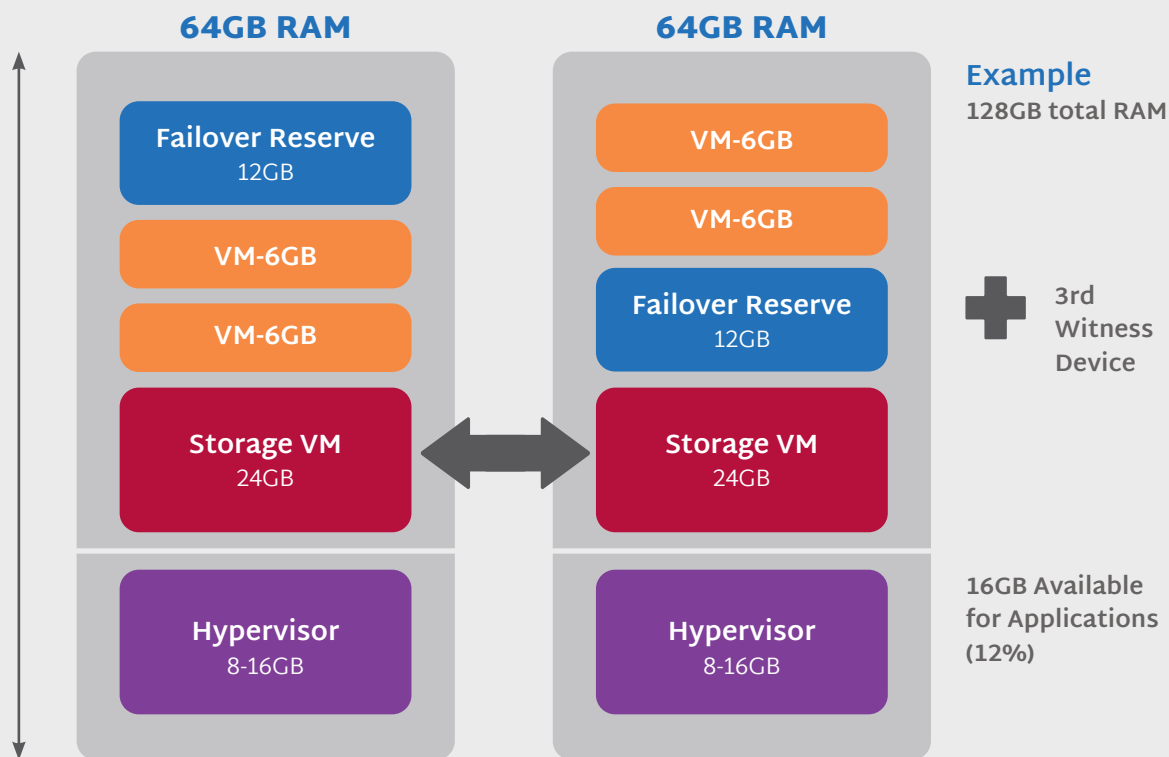 64GB RAM
Failover Reserve
12GB
VM-6GB
VM-6GB
Storage VM
24GB
Hypervisor
8-16GB
64GB RAM
VM-6GB
VM-6GB
Failover Reserve
12GB
Storage VM
24GB
Hypervisor
8-16GB
Example
128GB total RAM
3rd
Witness
Device
16GB Available
for Applications
(12%)